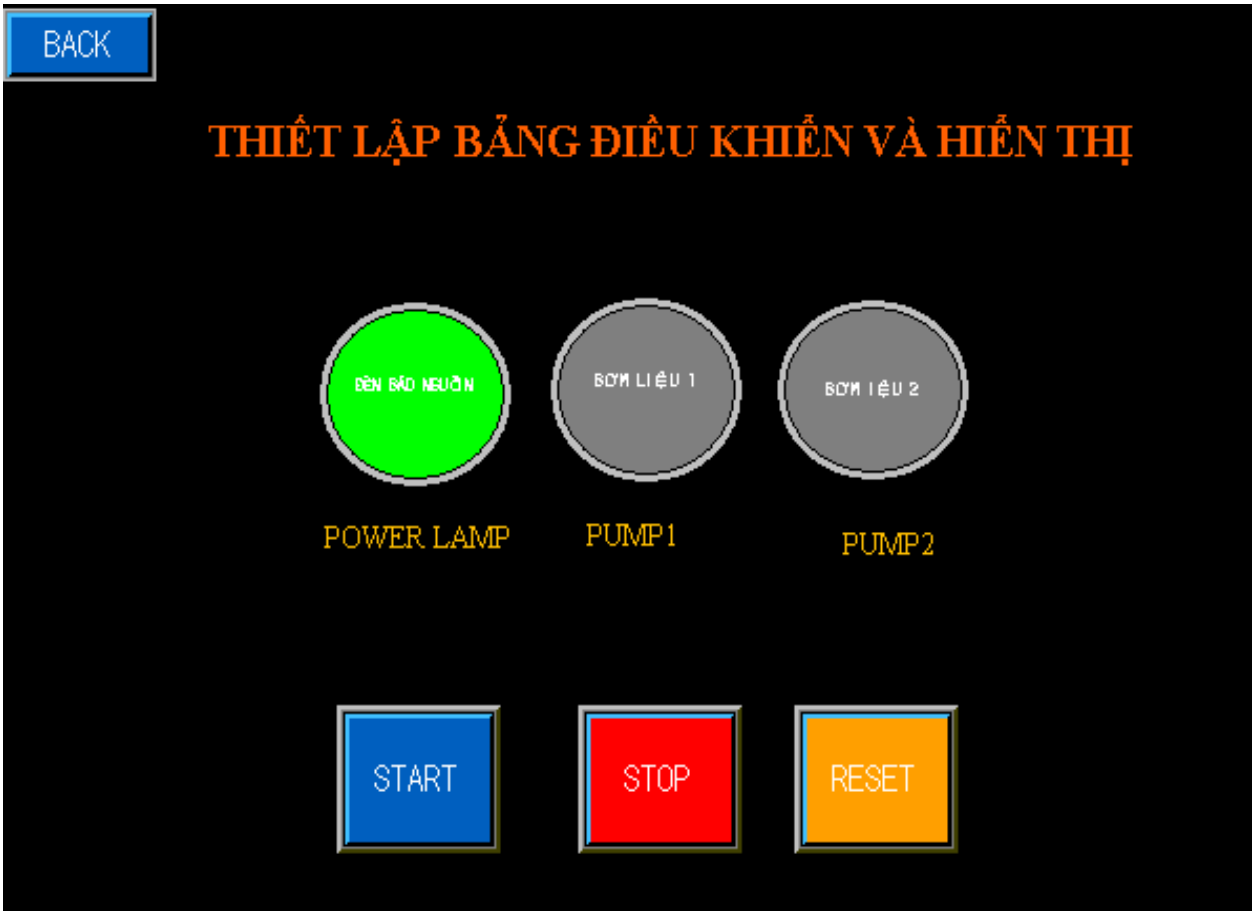 BACK
THIẾT LẬP BẢNG ĐIỀU KHIỂN VÀ HIỂN THỊ
ĐÈN BÁO NGUỒN
BƠM LIỆU 1
BƠM IỆU 2
POWER LAMP
PUMP1
PUMP2
START
STOP
RESET